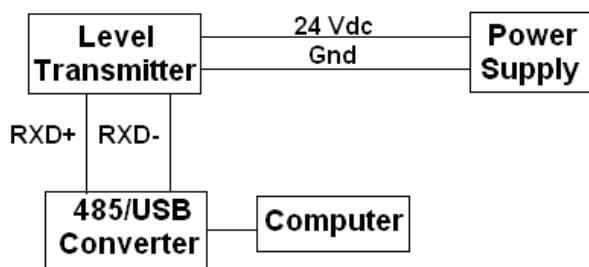 Level
Transmitter
24 Vdc
Gnd
Power
Supply
RXD+
RXD-
485/USB
Converter
Computer